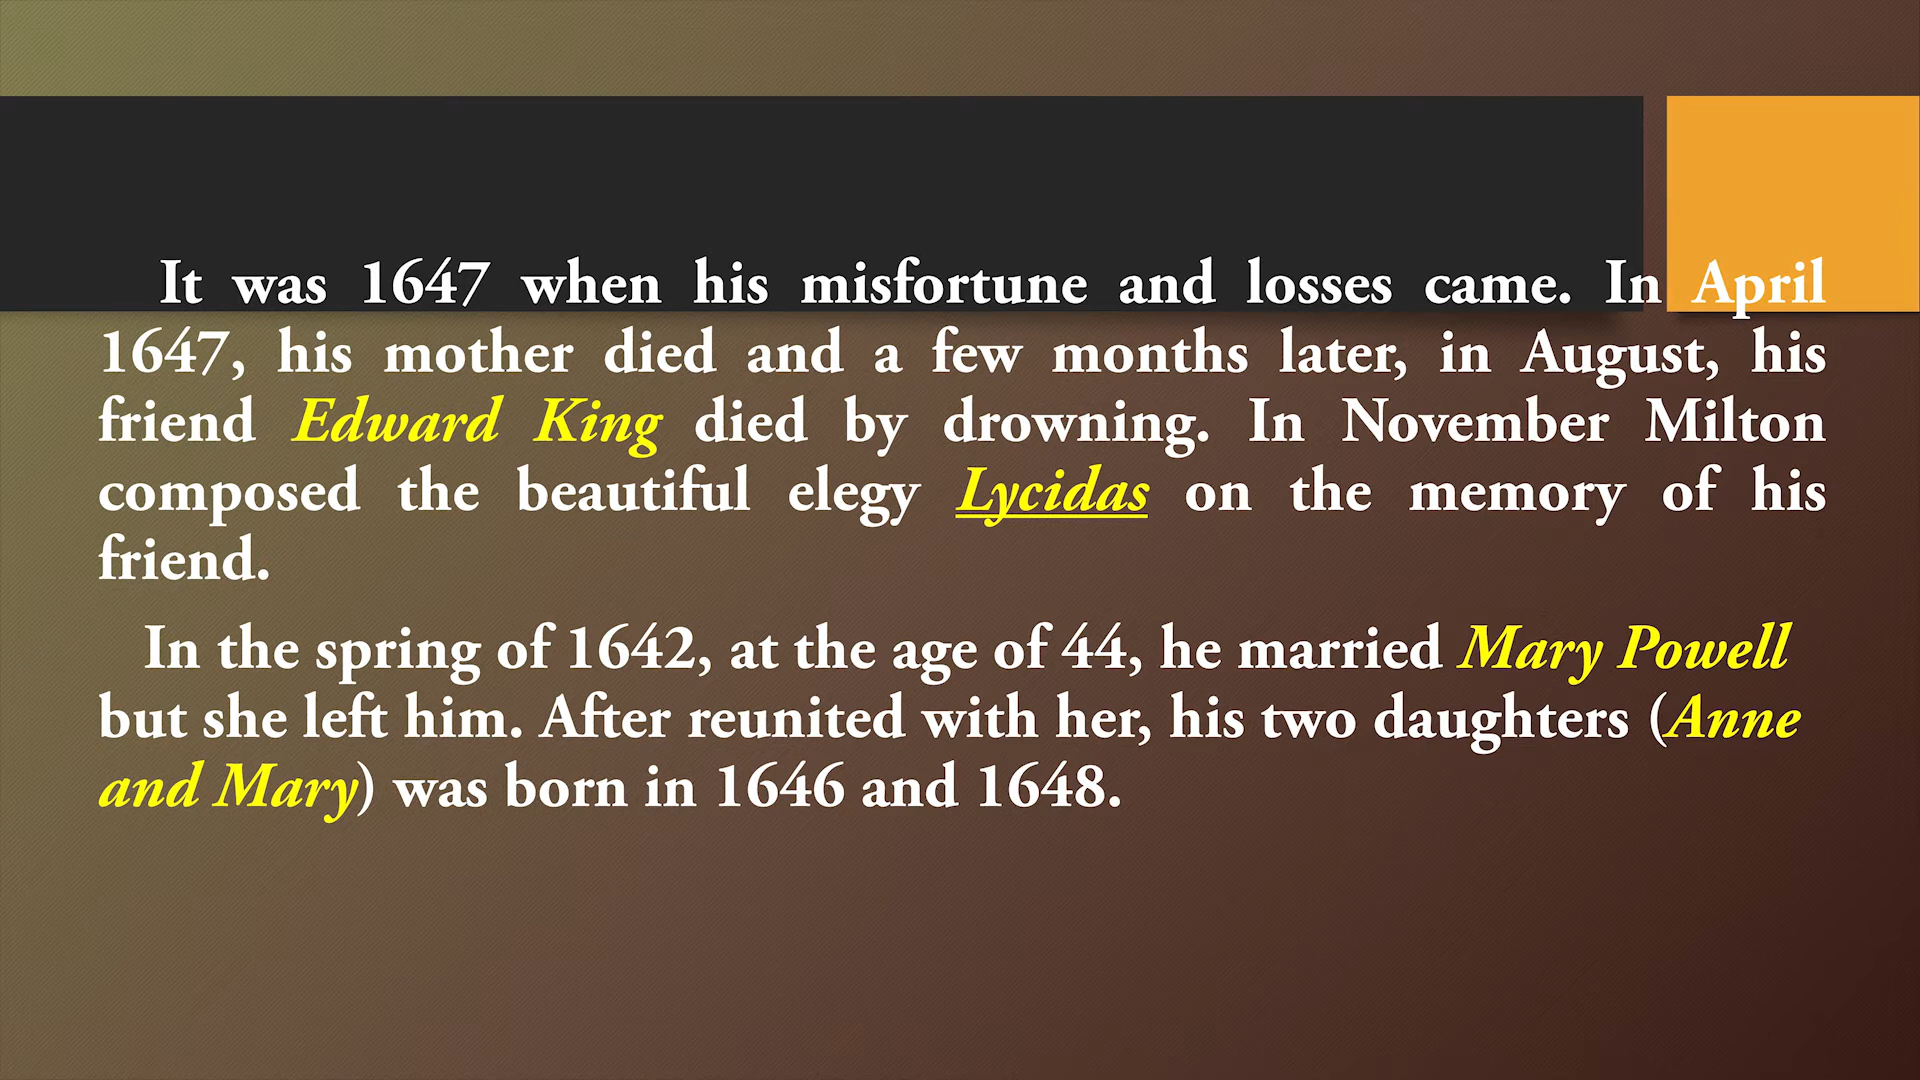 It was 1647 when his misfortune and losses came. In April
1647, his mother died and a few months later, in August, his
friend Edward King died by drowning. In November Milton
composed the beautiful elegy Lycidas on the memory of his
friend.
In the spring of 1642, at the age of 44, he married Mary Powell
but she left him. After reunited with her, his two daughters (Anne
and Mary) was born in 1646 and 1648.